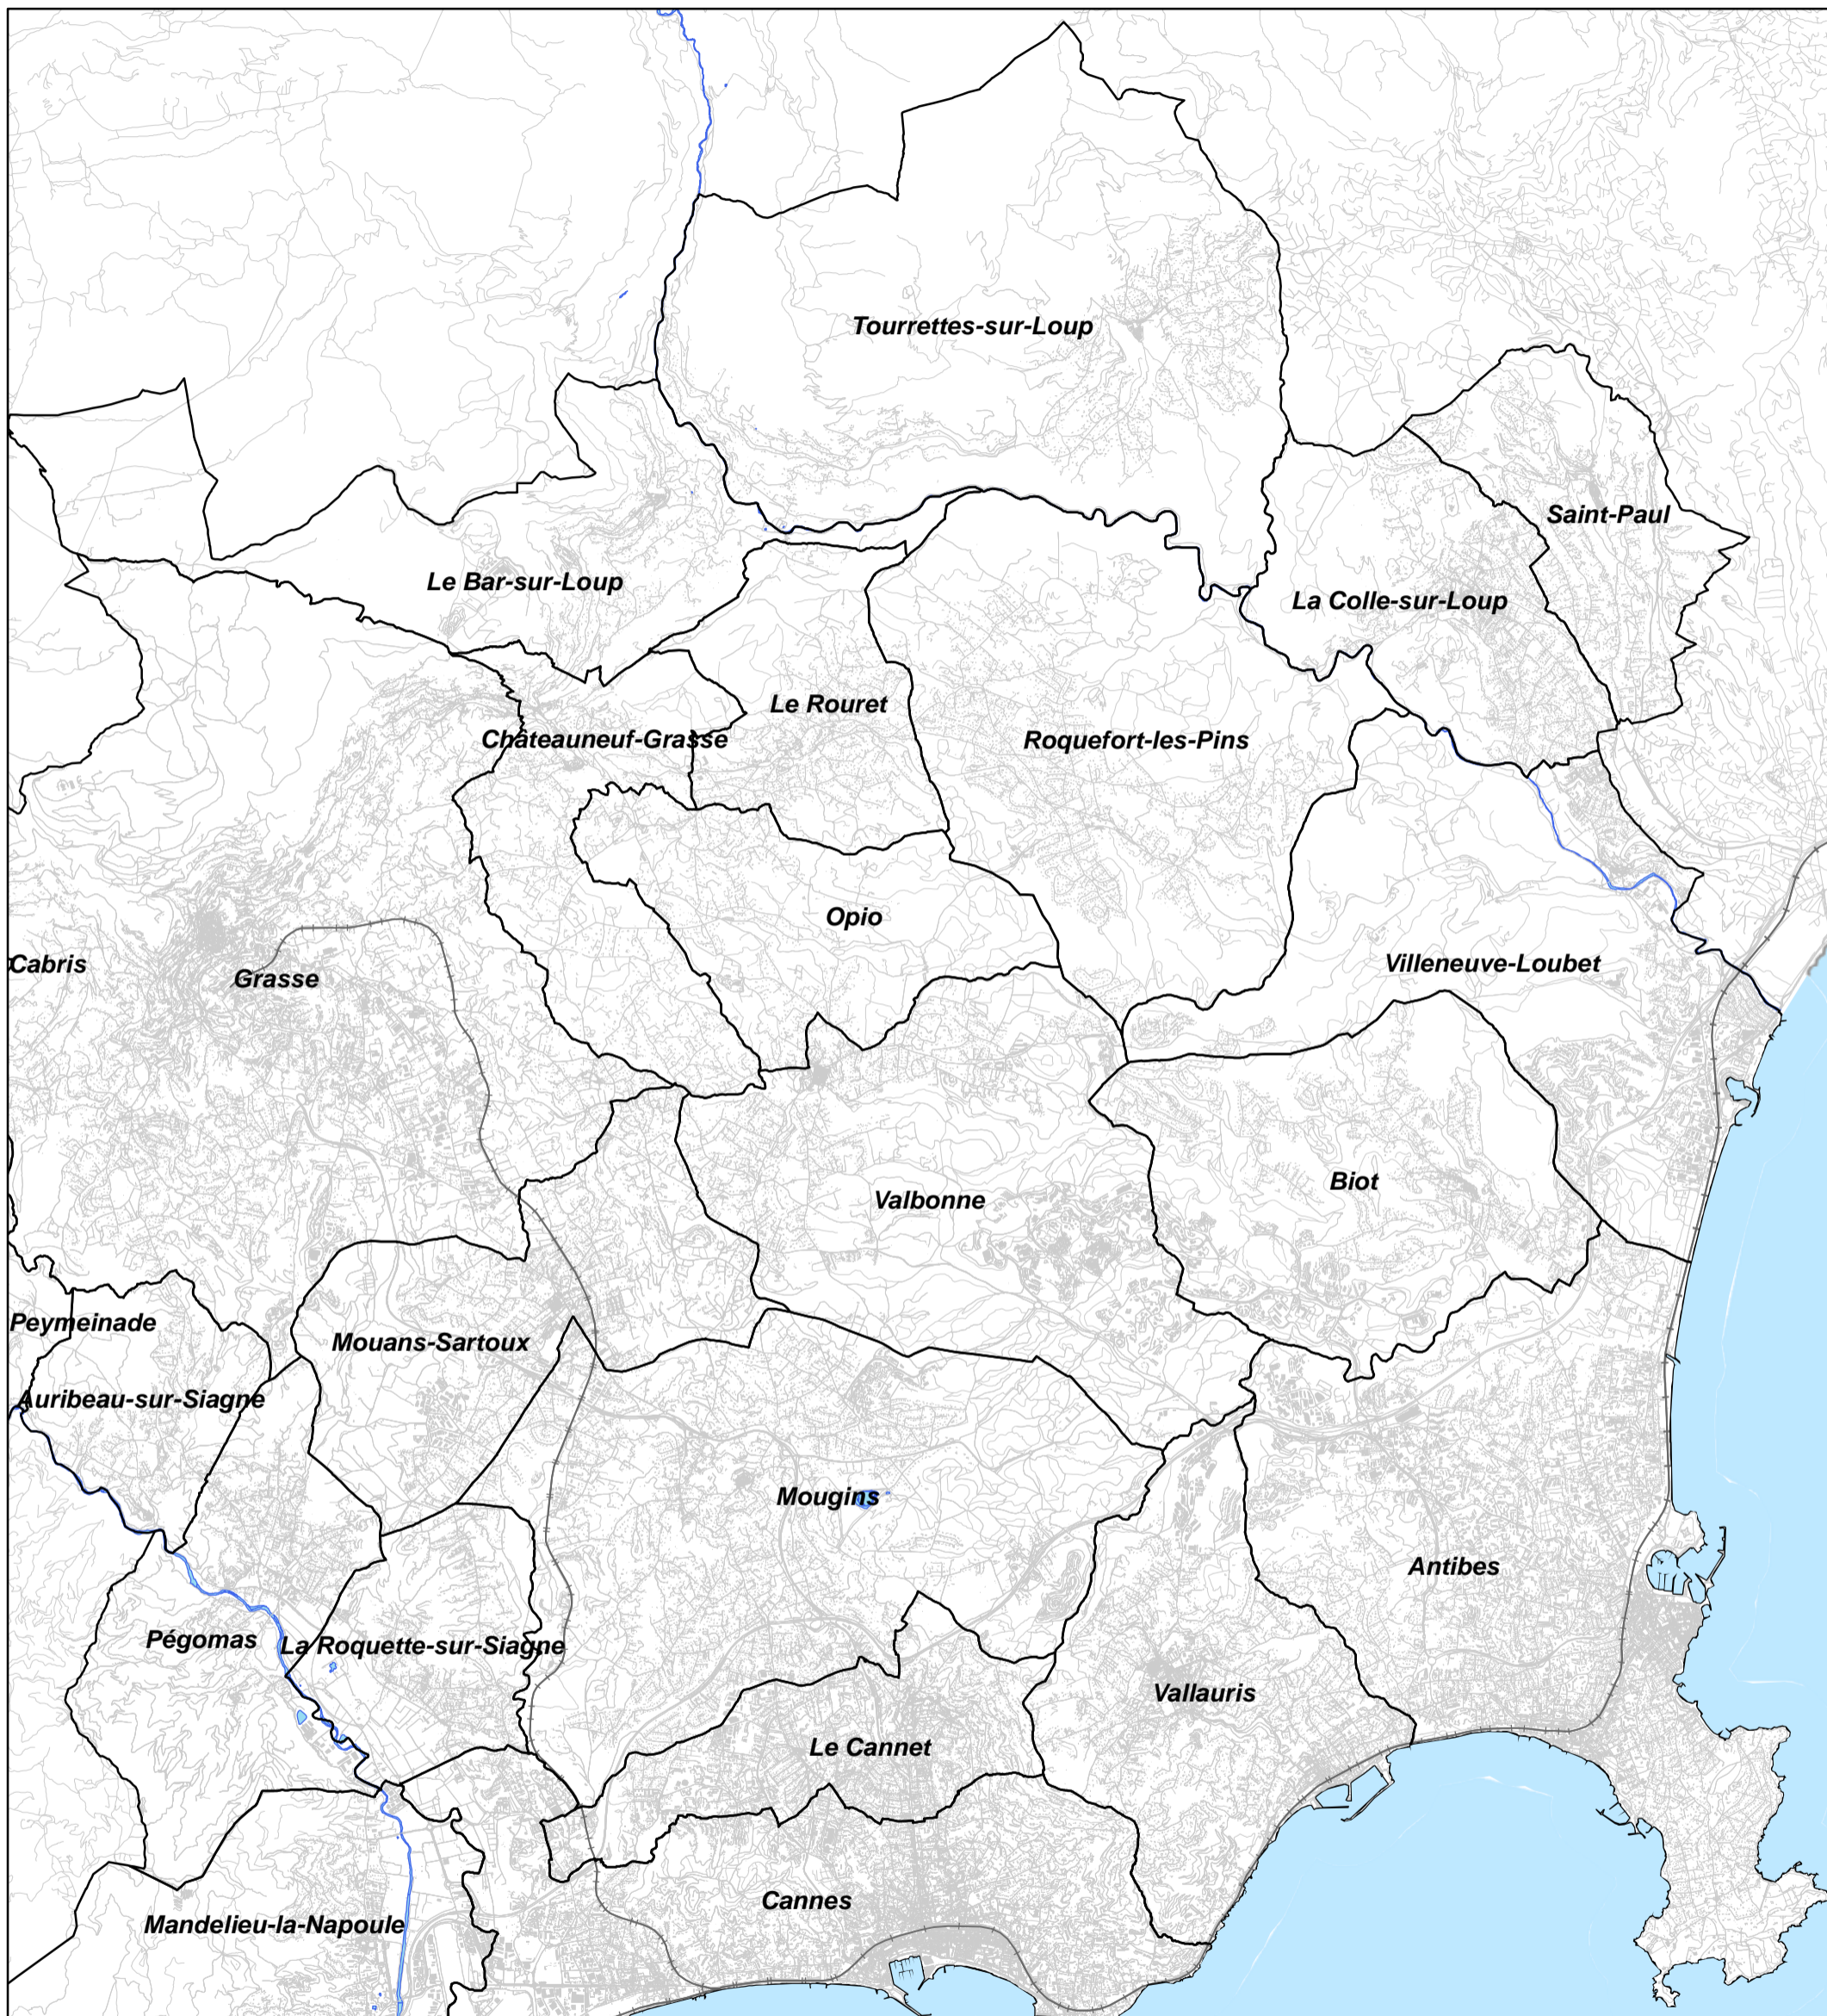 Tourrettes-sur-Loup
Saint-Paul
Le Bar-sur-Loup
La Colle-sur-Loup
Le Rouret
Châteauneuf-Grasse
Roquefort-les-Pins
Opio
Cabris
Grasse
Villeneuve-Loubet
Biot
Valbonne
Peymeinade
Mouans-Sartoux
Auribeau-sur-Siagne
Mougins
Antibes
Pégomas
La Roquette-sur-Siagne
Vallauris
Le Cannet
Cannes
Mandelieu-la-Napoule